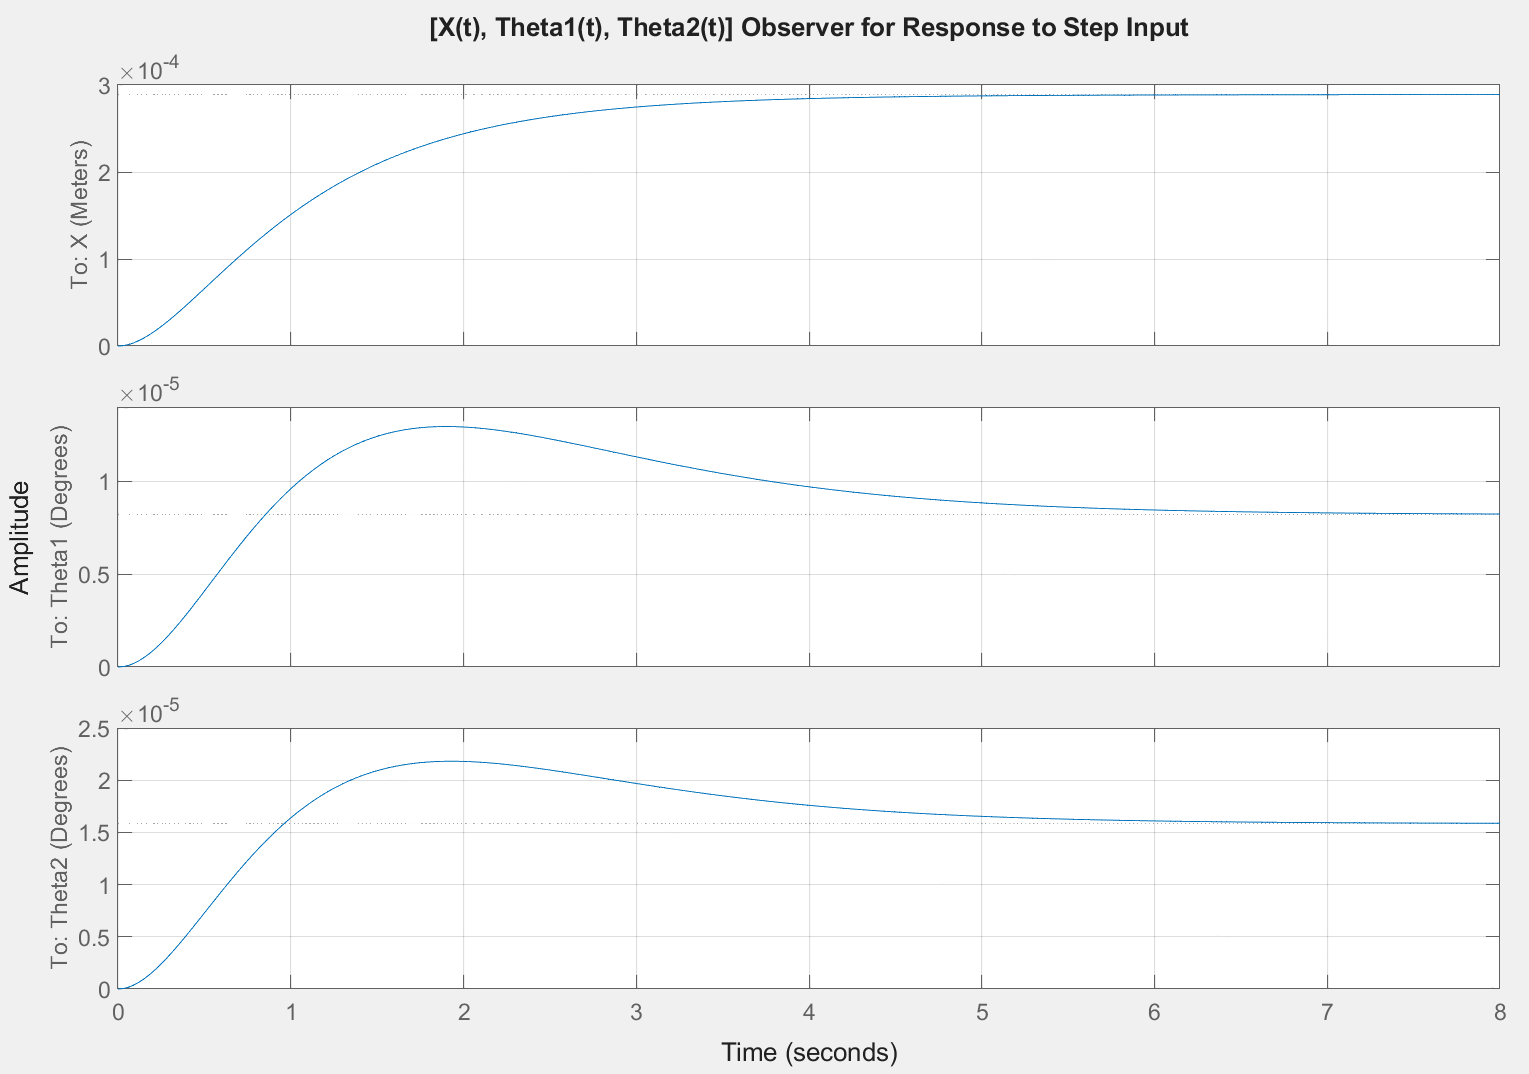 [X(t), Theta1(t), Theta2(t)] Observer for Response to Step Input
×10-4
3
2
1
0
To: X (Meters)
×10-5
1
0.5
0
To: Theta1 (Degrees)
Amplitude
×10-5
2.5
2
1.5
1
0.5
0
To: Theta2 (Degrees)
0 1 2 3 4 5 6 7 8
Time (seconds)